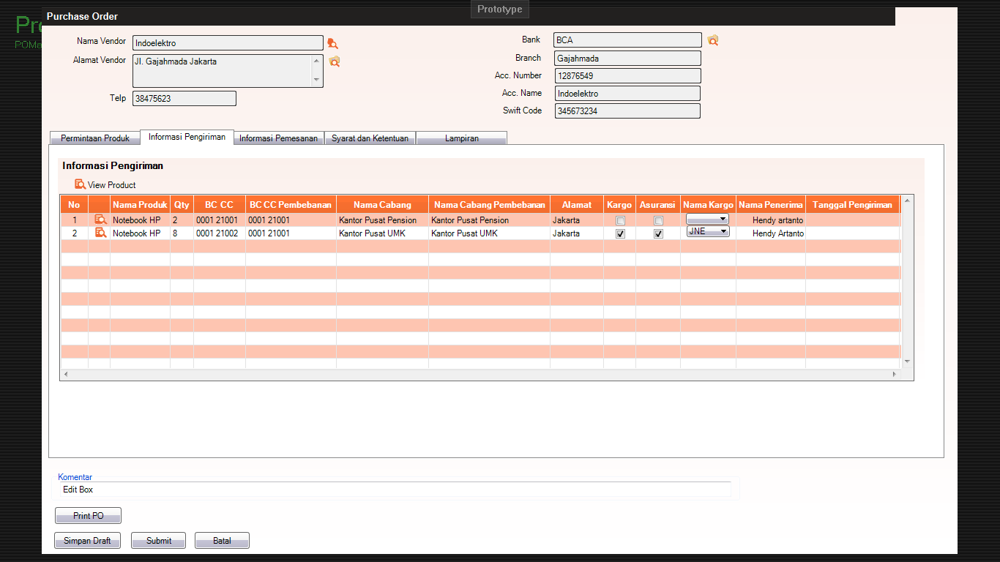 Prototype
Purchase Order
Nama Vendor Indoelektro
Alamat Vendor Jl. Gajahmada Jakarta
Telp 38475623
Bank BCA
Branch Gajahmada
Acc. Number 12876549
Acc. Name Indoelektro
Swift Code 345673234
Permintaan Produk Informasi Pengiriman Informasi Pemesanan Syarat dan Ketentuan Lampiran
Informasi Pengiriman
View Product
No Nama Produk Qty BC CC BC CC Pembebanan Nama Cabang Nama Cabang Pembebanan Alamat Kargo Asuransi Nama Kargo Nama Penerima Tanggal Pengiriman
1 Notebook HP 2 0001 21001 0001 21001 Kantor Pusat Pension Kantor Pusat Pension Jakarta Hendy artanto
2 Notebook HP 8 0001 21002 0001 21001 Kantor Pusat UMK Kantor Pusat UMK Jakarta JNE Hendy Artanto
Komentar
Edit Box
Print PO
Simpan Draft Submit Batal